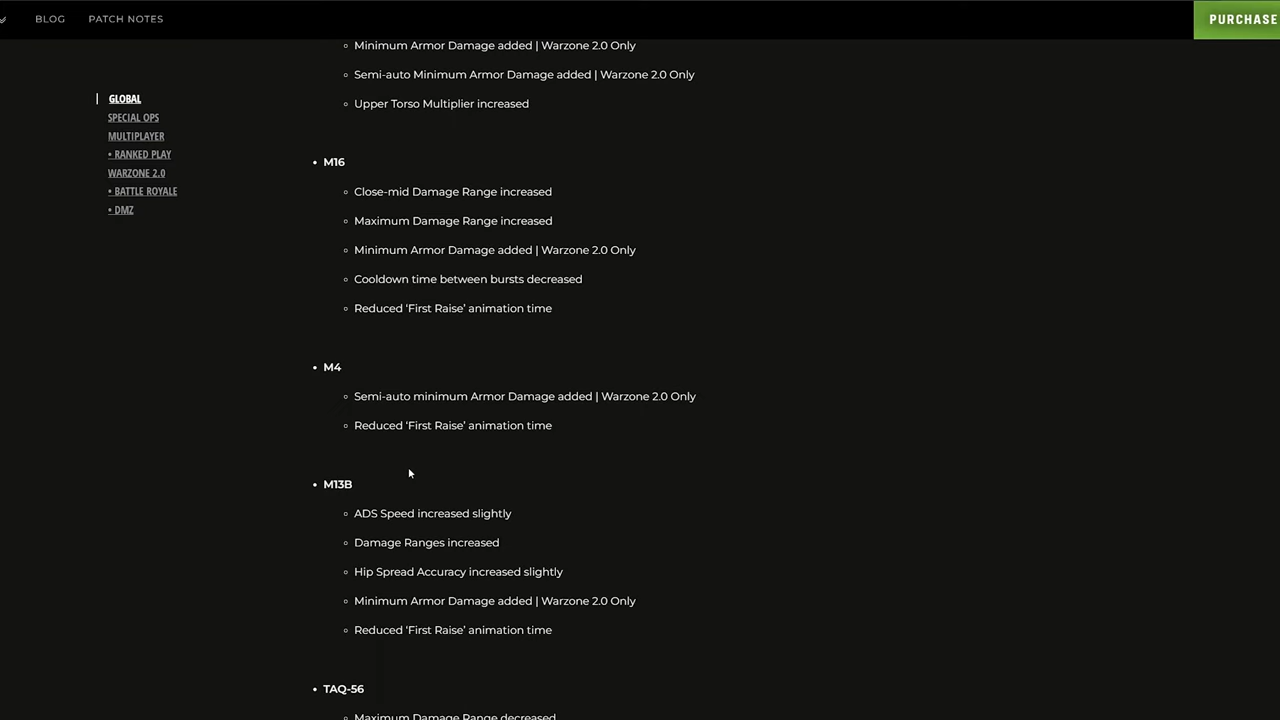 BLOG PATCH NOTES PURCHASE
GLOBAL
SPECIAL OPS
MULTIPLAYER
• RANKED PLAY
WARZONE 2.0
• BATTLE ROYALE
• DMZ
Minimum Armor Damage added | Warzone 2.0 Only
Semi-auto Minimum Armor Damage added | Warzone 2.0 Only
Upper Torso Multiplier increased
• M16
Close-mid Damage Range increased
Maximum Damage Range increased
Minimum Armor Damage added | Warzone 2.0 Only
Cooldown time between bursts decreased
Reduced ‘First Raise’ animation time
• M4
Semi-auto minimum Armor Damage added | Warzone 2.0 Only
Reduced ‘First Raise’ animation time
• M13B
ADS Speed increased slightly
Damage Ranges increased
Hip Spread Accuracy increased slightly
Minimum Armor Damage added | Warzone 2.0 Only
Reduced ‘First Raise’ animation time
• TAQ-56
Maximum Damage Range decreased